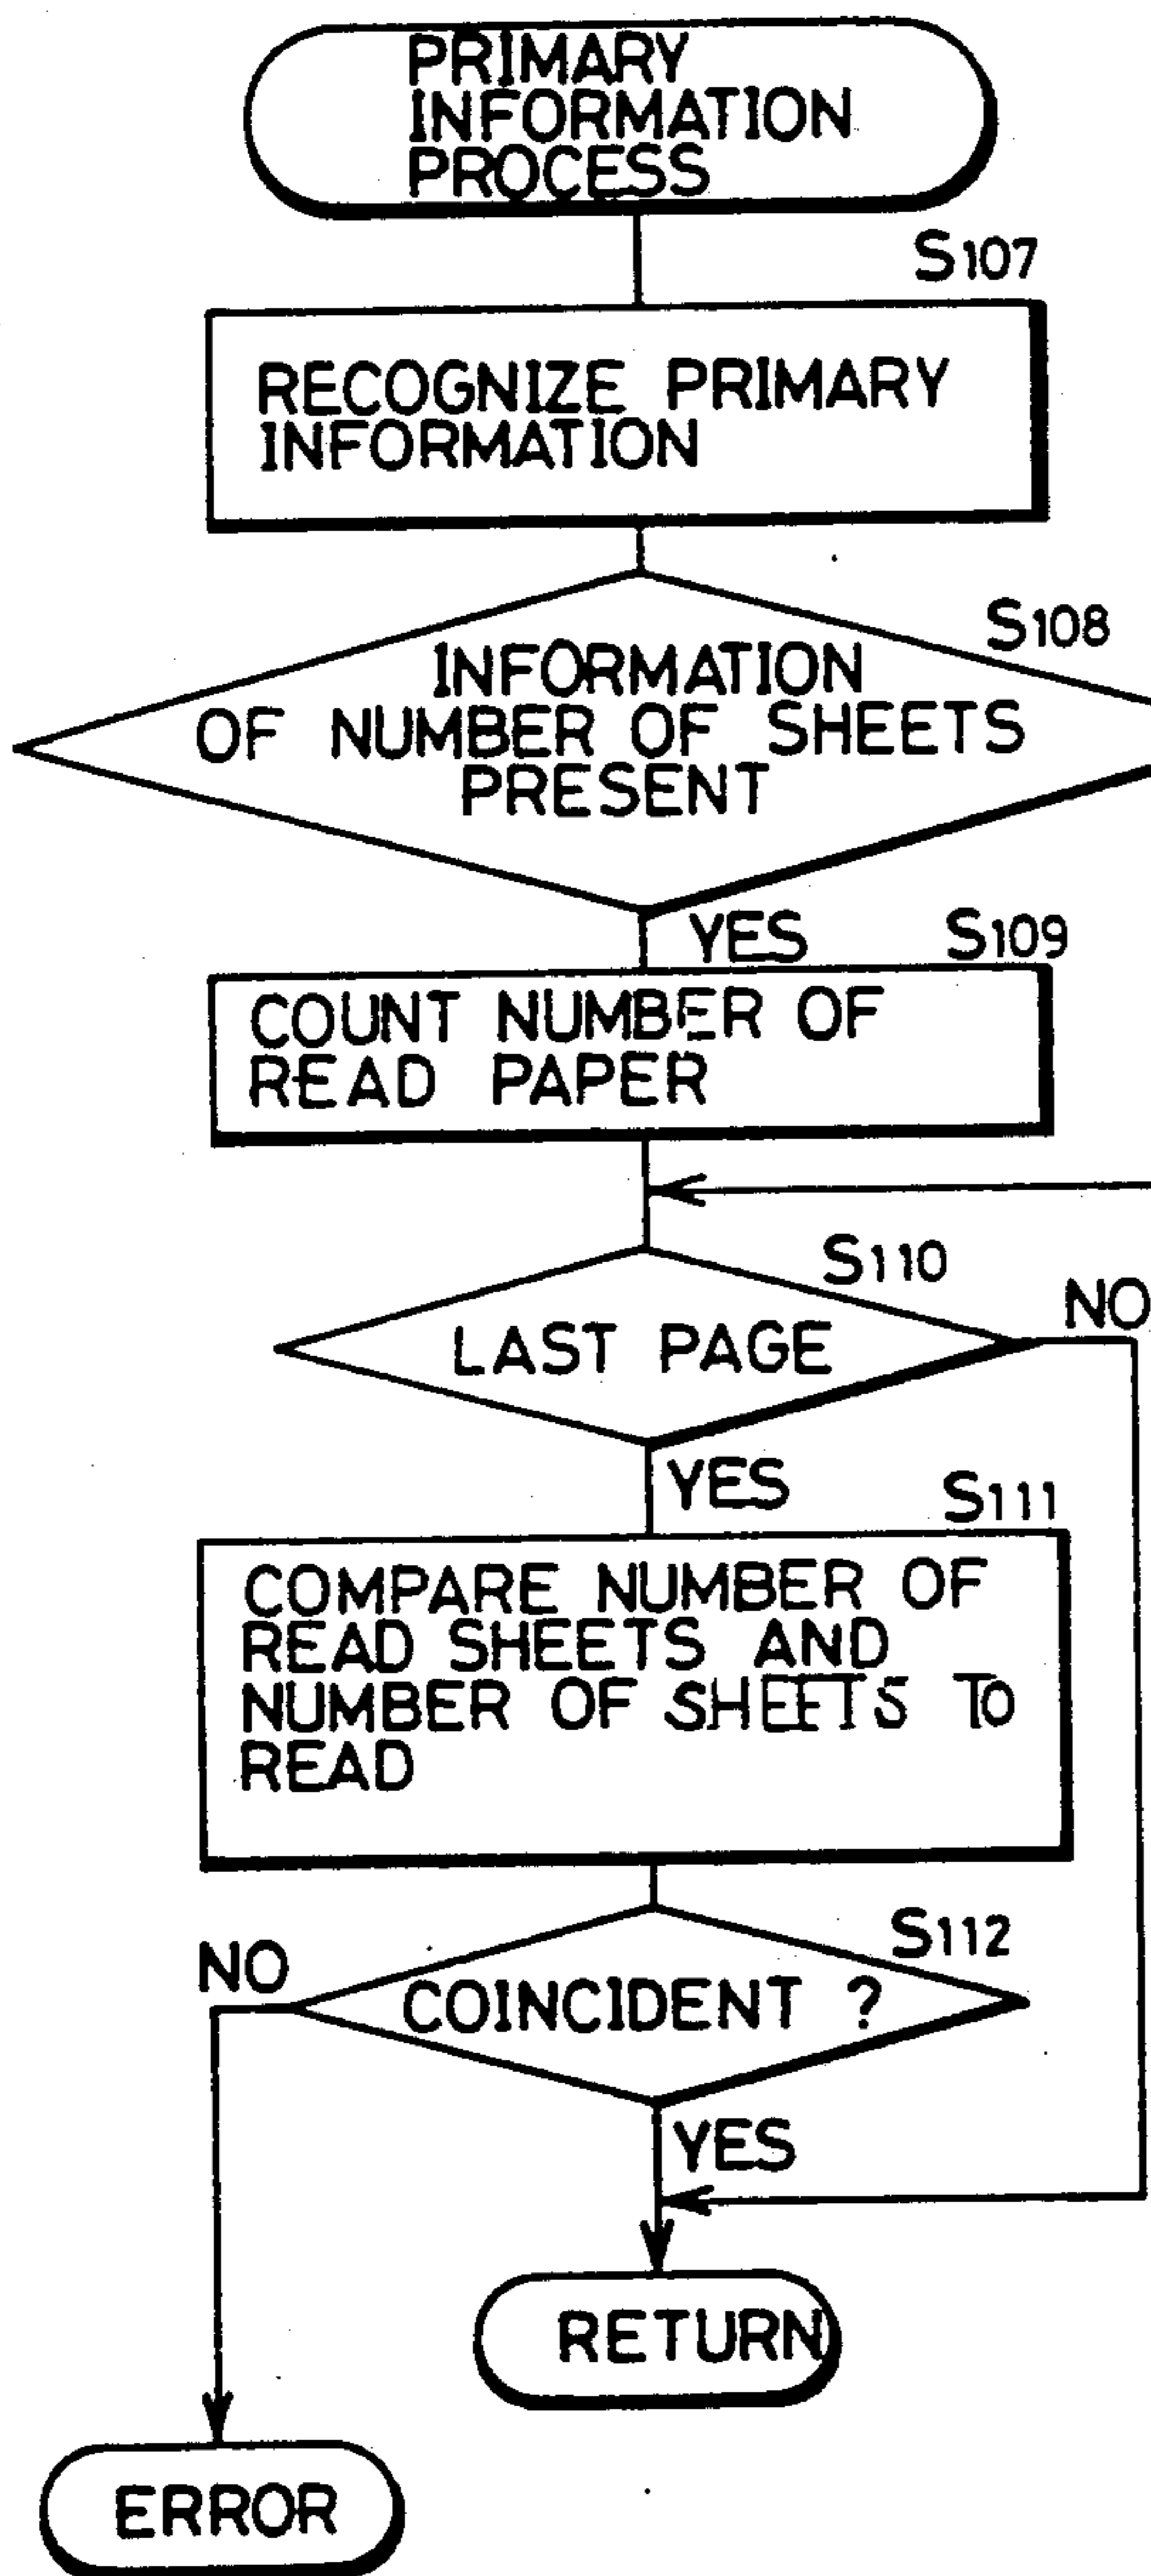 PRIMARY
INFORMATION
PROCESS
S107
RECOGNIZE PRIMARY
INFORMATION
S108
INFORMATION
OF NUMBER OF SHEETS
PRESENT
YES
S109
COUNT NUMBER OF
READ PAPER
S110
NO
LAST PAGE
YES
S111
COMPARE NUMBER OF
READ SHEETS AND
NUMBER OF SHEETS TO
READ
S112
NO
COINCIDENT ?
YES
RETURN
ERROR